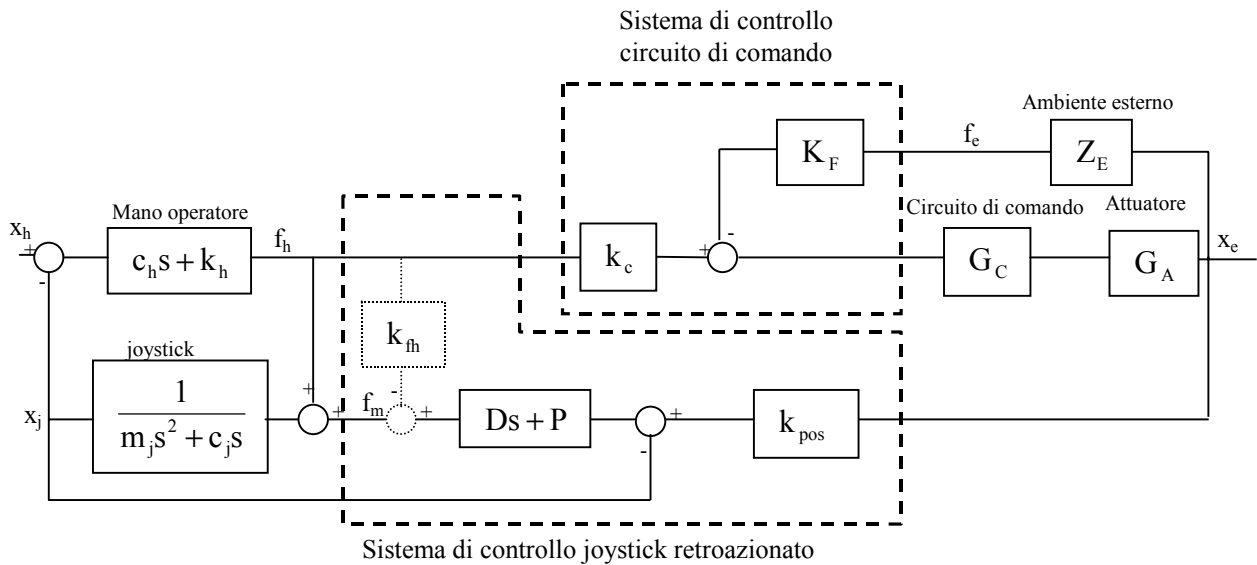 Sistema di controllo
circuito di comando
Ambiente esterno
f_e
K_F
Z_E
Mano operatore
Circuito di comando
Attuatore
x_h
+
-
c_h s + k_h
f_h
k_c
+
-
G_C
G_A
x_e
k_fh
joystick
x_j
1
m_j s² + c_j s
+
+
f_m
-
+
Ds + P
+
-
k_pos
Sistema di controllo joystick retroazionato